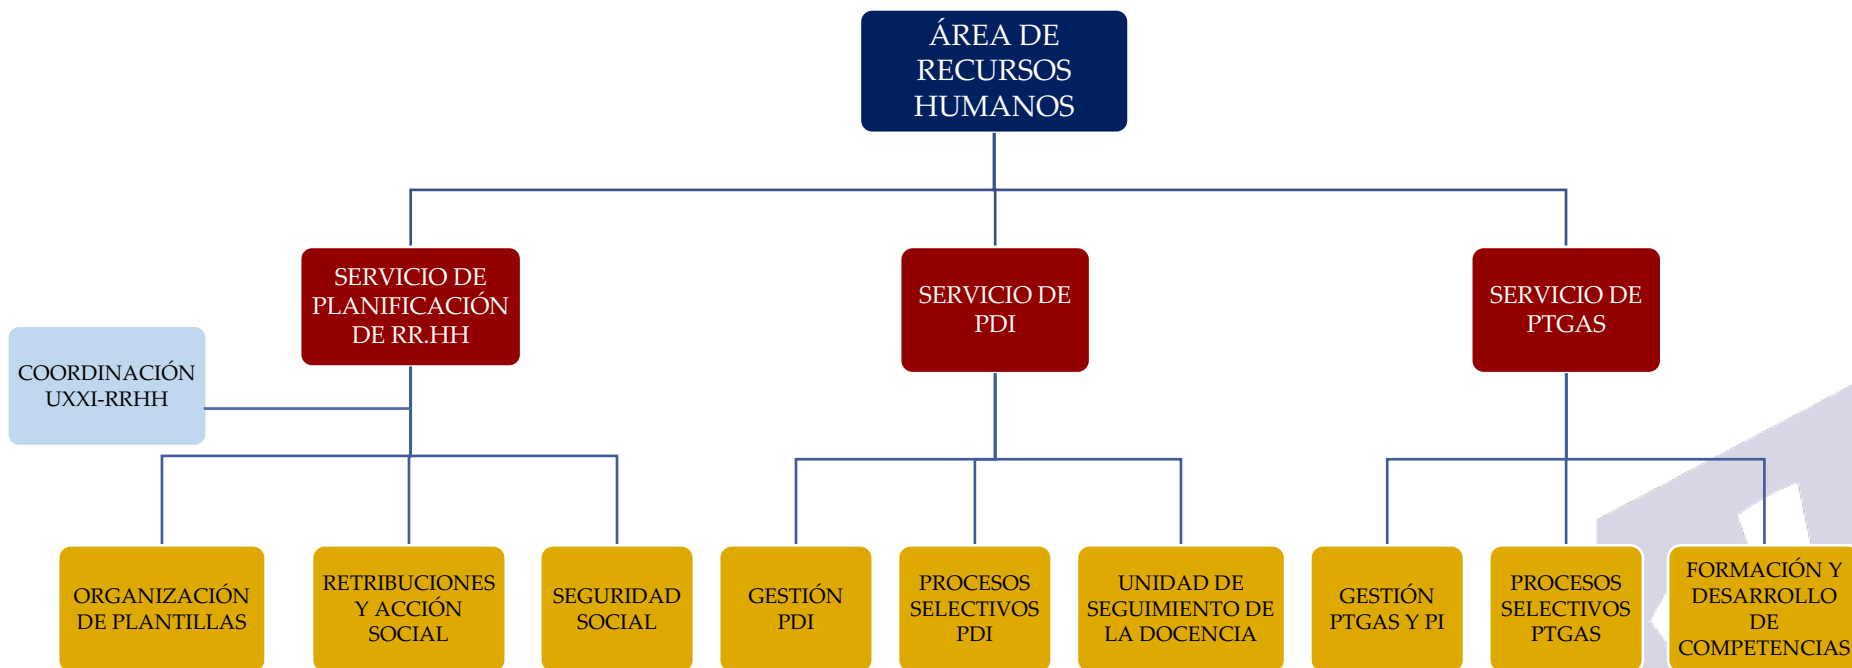 ÁREA DE
RECURSOS
HUMANOS
SERVICIO DE
PLANIFICACIÓN
DE RR.HH
SERVICIO DE
PDI
SERVICIO DE
PTGAS
COORDINACIÓN
UXXI-RRHH
ORGANIZACIÓN
DE PLANTILLAS
RETRIBUCIONES
Y ACCIÓN
SOCIAL
SEGURIDAD
SOCIAL
GESTIÓN
PDI
PROCESOS
SELECTIVOS
PDI
UNIDAD DE
SEGUIMIENTO DE
LA DOCENCIA
GESTIÓN
PTGAS Y PI
PROCESOS
SELECTIVOS
PTGAS
FORMACIÓN Y
DESARROLLO
DE
COMPETENCIAS